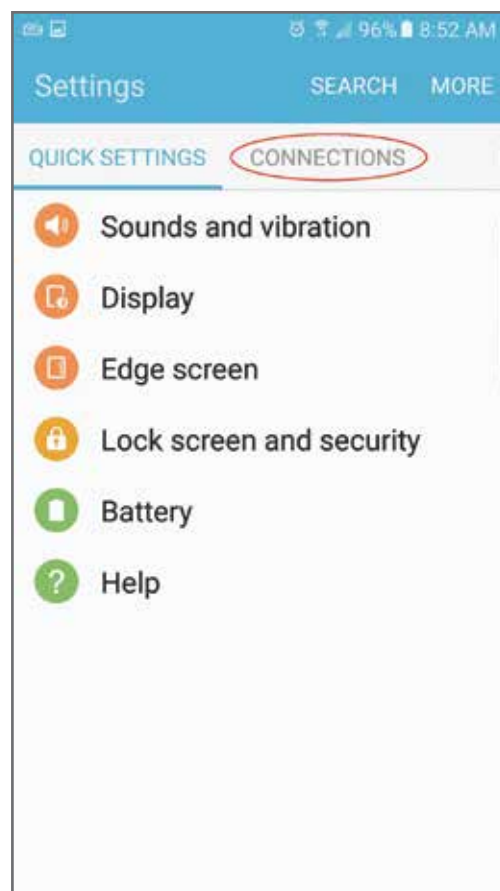 96% 8:52 AM
Settings SEARCH MORE
QUICK SETTINGS CONNECTIONS
Sounds and vibration
Display
Edge screen
Lock screen and security
Battery
? Help